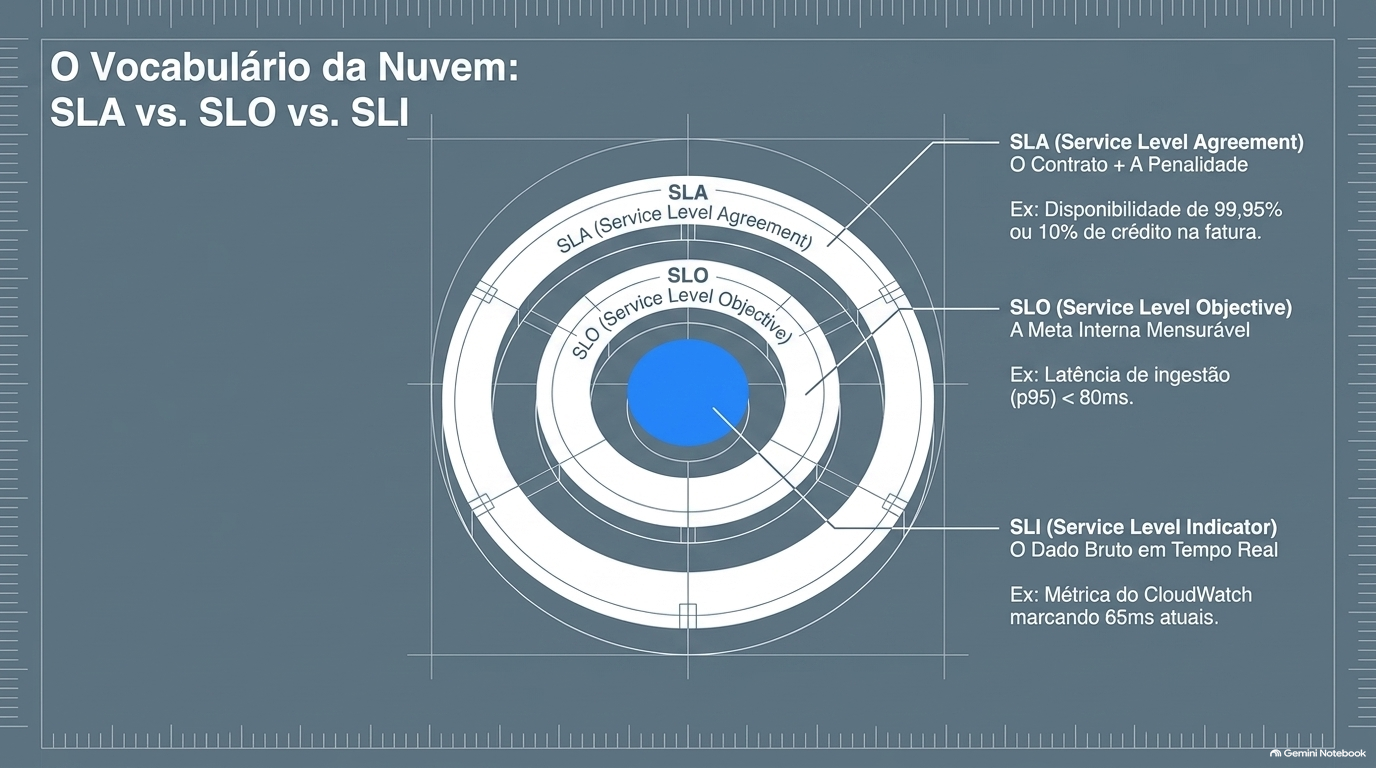 O Vocabulário da Nuvem:
SLA vs. SLO vs. SLI
SLA
SLA (Service Level Agreement)
SLO
SLO (Service Level Objective)
SLA (Service Level Agreement)
O Contrato + A Penalidade
Ex: Disponibilidade de 99,95%
ou 10% de crédito na fatura.
SLO (Service Level Objective)
A Meta Interna Mensurável
Ex: Latência de ingestão
(p95) < 80ms.
SLI (Service Level Indicator)
O Dado Bruto em Tempo Real
Ex: Métrica do CloudWatch
marcando 65ms atuais.
Gemini Notebook